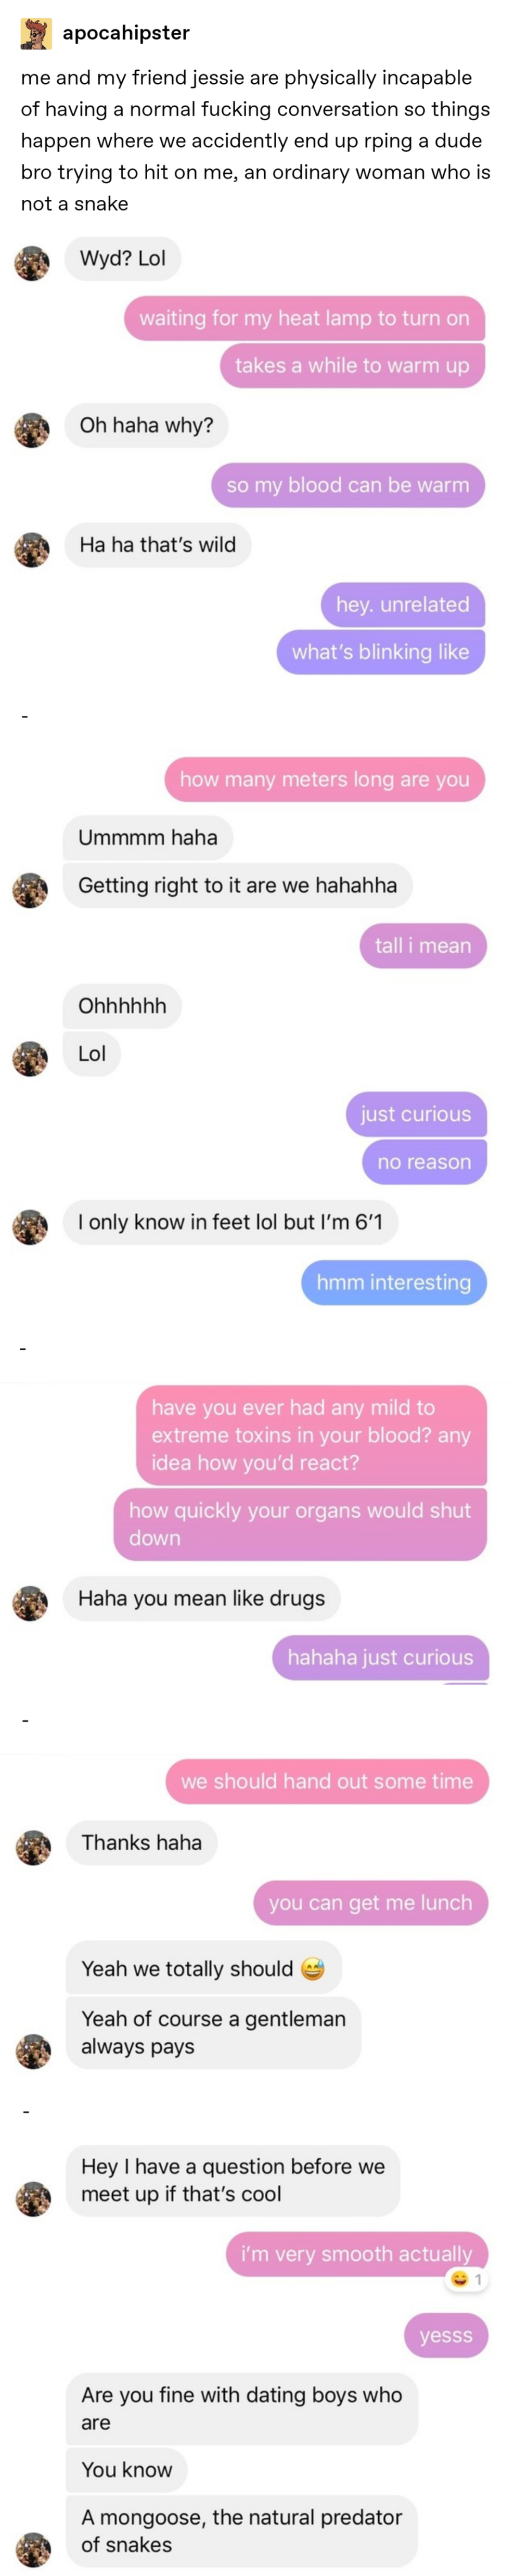 apocahipster
me and my friend jessie are physically incapable
of having a normal fucking conversation so things
happen where we accidently end up rping a dude
bro trying to hit on me, an ordinary woman who is
not a snake
Wyd? Lol
waiting for my heat lamp to turn on
takes a while to warm up
Oh haha why?
so my blood can be warm
Ha ha that's wild
hey. unrelated
what's blinking like
-
how many meters long are you
Ummmm haha
Getting right to it are we hahahha
tall i mean
Ohhhhhh
Lol
just curious
no reason
I only know in feet lol but I'm 6'1
hmm interesting
-
have you ever had any mild to
extreme toxins in your blood? any
idea how you'd react?
how quickly your organs would shut
down
Haha you mean like drugs
hahaha just curious
-
we should hand out some time
Thanks haha
you can get me lunch
Yeah we totally should 😅
Yeah of course a gentleman
always pays
-
Hey I have a question before we
meet up if that's cool
i'm very smooth actually
😄 1
yesss
Are you fine with dating boys who
are
You know
A mongoose, the natural predator
of snakes